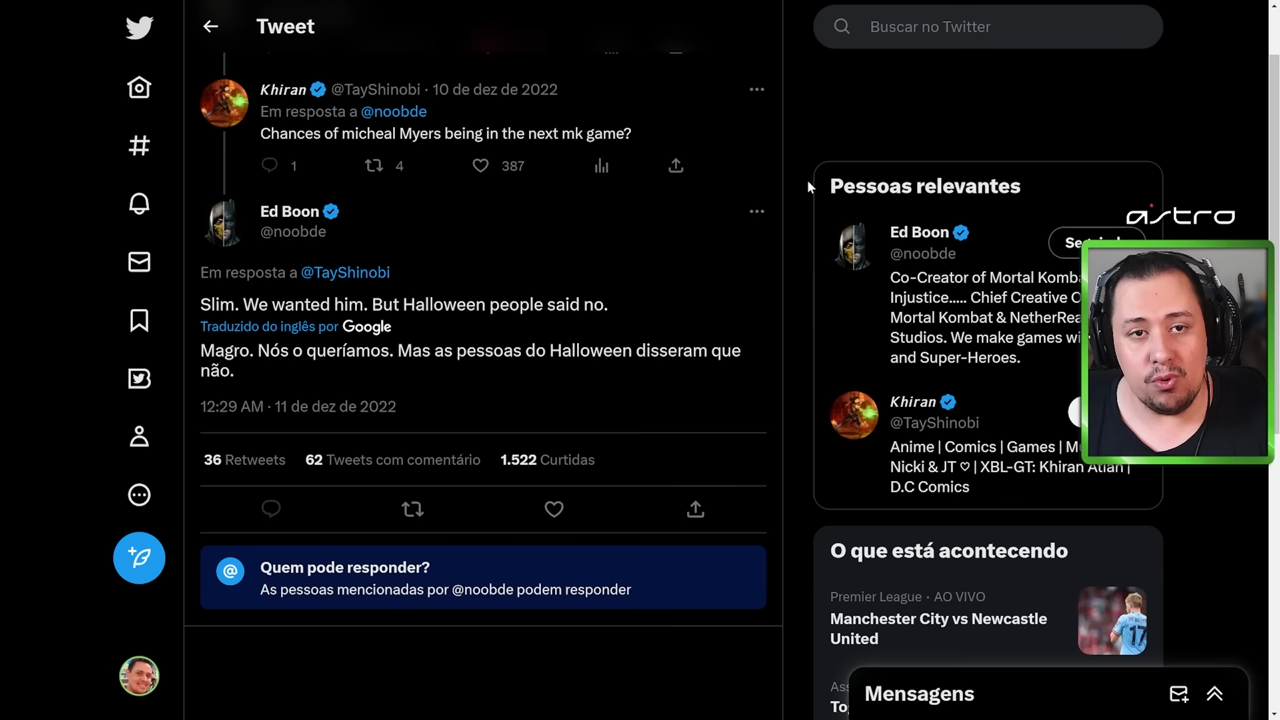 Tweet
Khiran @TayShinobi · 10 de dez de 2022
Em resposta a @noobde
Chances of micheal Myers being in the next mk game?
1 4 387
Ed Boon
@noobde
Em resposta a @TayShinobi
Slim. We wanted him. But Halloween people said no.
Traduzido do inglês por Google
Magro. Nós o queríamos. Mas as pessoas do Halloween disseram que
não.
12:29 AM · 11 de dez de 2022
36 Retweets 62 Tweets com comentário 1.522 Curtidas
@
Quem pode responder?
As pessoas mencionadas por @noobde podem responder
Buscar no Twitter
Pessoas relevantes
astro
Ed Boon
@noobde
Co-Creator of Mortal Komba
Injustice..... Chief Creative O
Mortal Kombat & NetherRea
Studios. We make games wi
and Super-Heroes.
Khiran
@TayShinobi
Anime | Comics | Games | M
Nicki & JT ♡ | XBL-GT: Khiran Atlan |
D.C Comics
O que está acontecendo
Premier League · AO VIVO
Manchester City vs Newcastle
United
17
Ass
To
Mensagens